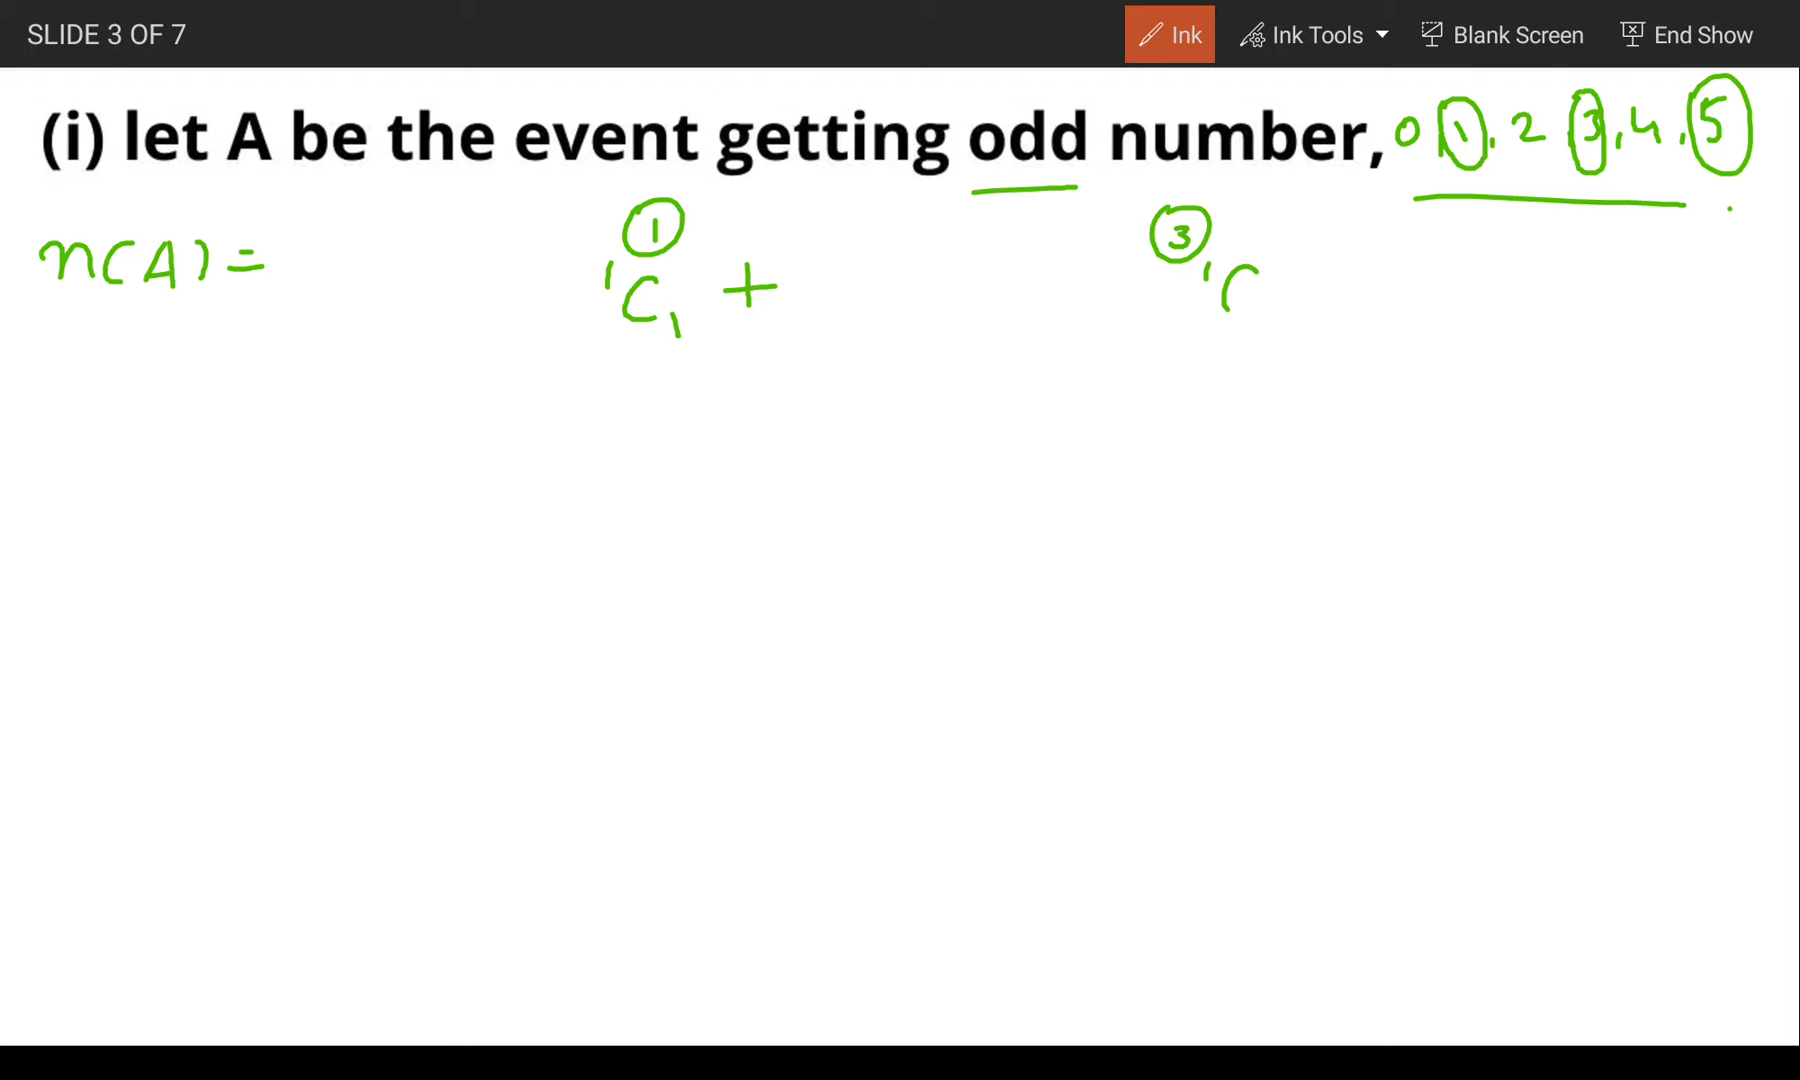 SLIDE 3 OF 7 Ink Ink Tools Blank Screen End Show
(i) let A be the event getting odd number, 0 1, 2 3, 4, 5
1 3
n(A) = ¹C₁ + ¹C